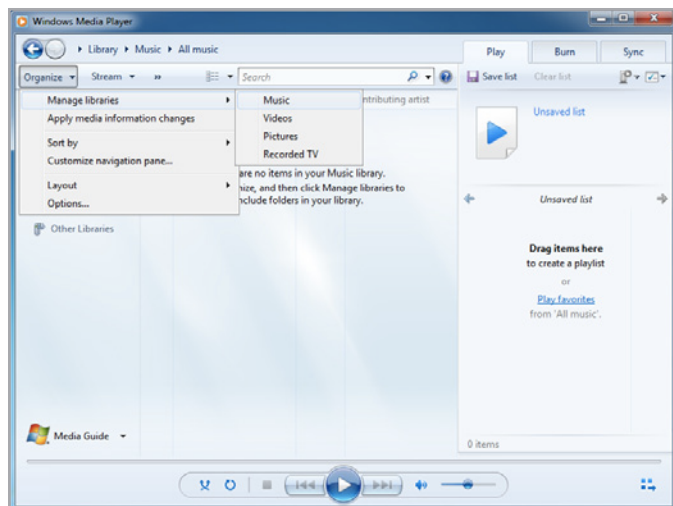 Windows Media Player
Library Music All music
Play Burn Sync
Organize Stream » Search
Save list Clear list
Manage libraries
Apply media information changes
Sort by
Customize navigation pane...
Layout
Options...
Music
Videos
Pictures
Recorded TV
ntributing artist
are no items in your Music library.
nize, and then click Manage libraries to
nclude folders in your library.
Other Libraries
Unsaved list
Unsaved list
Drag items here
to create a playlist
or
Play favorites
from 'All music'.
Media Guide
0 items